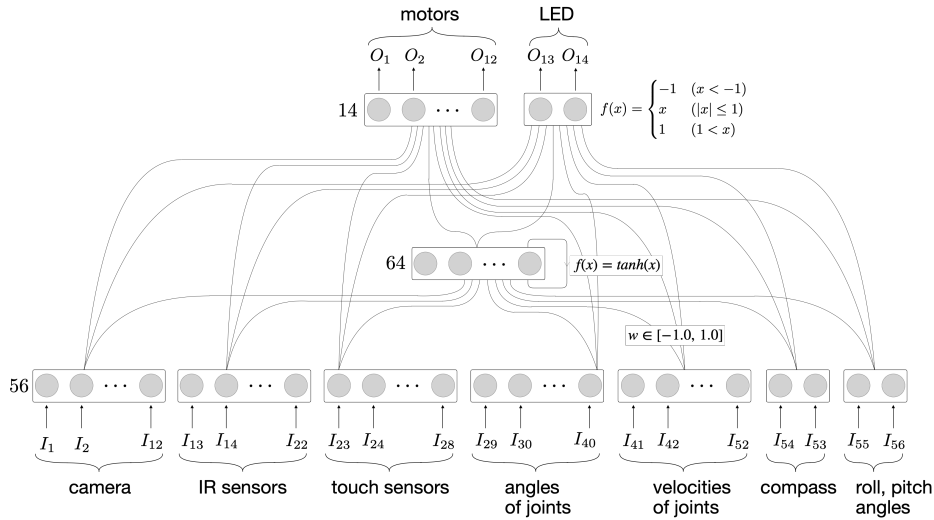 motors LED
O1 O2 O12 O13 O14
14 ··· f(x) = { −1 (x < −1)
x (|x| ≤ 1)
1 (1 < x)
64 ··· f(x) = tanh(x)
w ∈ [−1.0, 1.0]
56 ··· ··· ··· ··· ···
I1 I2 I12 I13 I14 I22 I23 I24 I28 I29 I30 I40 I41 I42 I52 I54 I53 I55 I56
camera IR sensors touch sensors angles velocities compass roll, pitch
of joints of joints angles